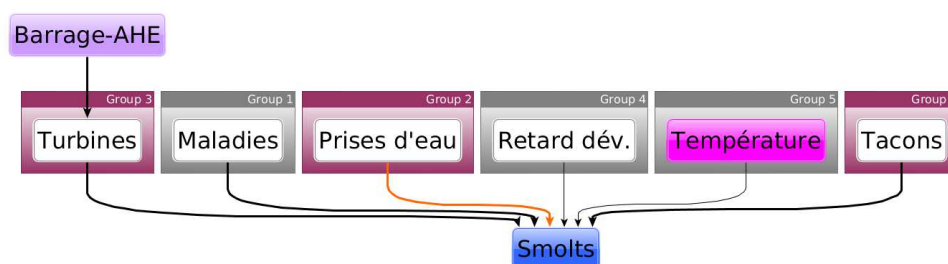 Barrage-AHE
Group 3
Group 1
Group 2
Group 4
Group 5
Group
Turbines
Maladies
Prises d'eau
Retard dév.
Température
Tacons
Smolts